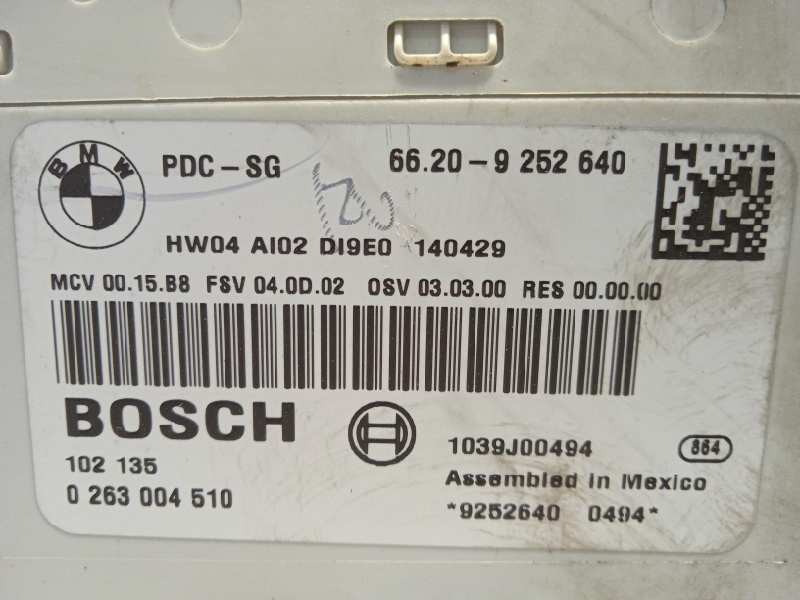 BMW
PDC-SG 66.20-9 252 640
HW04 AI02 DI9E0 140429
MCV 00.15.B8 FSV 04.0D.02 OSV 03.03.00 RES 00.00.00
BOSCH
102 135
0 263 004 510
1039J00494 864
Assembled in Mexico
*9252640 0494*